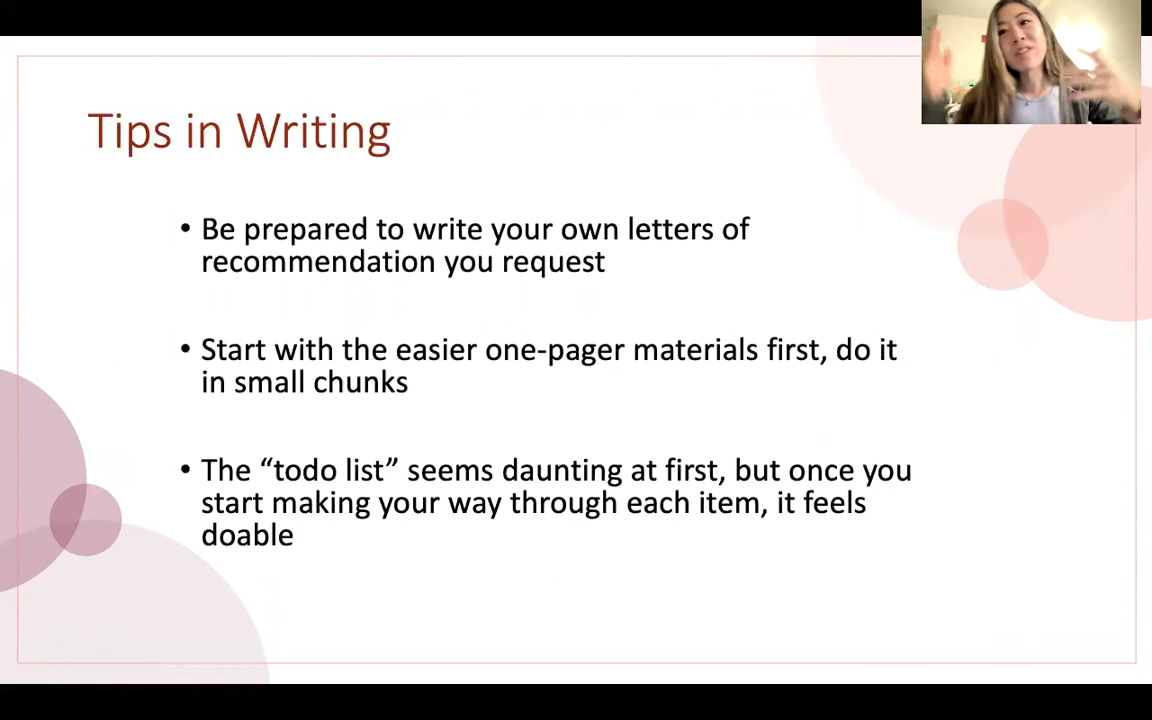 Tips in Writing
• Be prepared to write your own letters of
recommendation you request
• Start with the easier one-pager materials first, do it
in small chunks
• The “todo list” seems daunting at first, but once you
start making your way through each item, it feels
doable